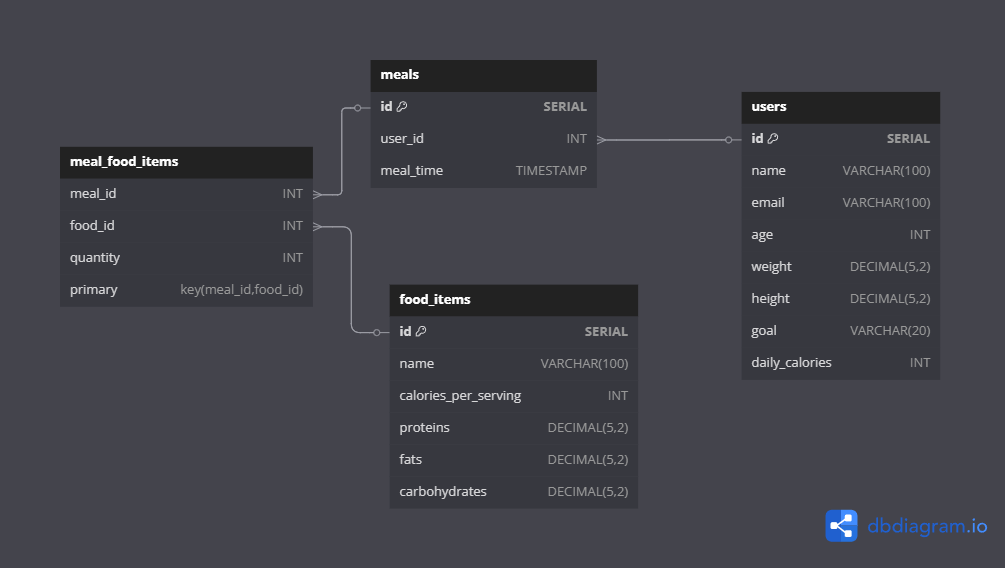 meals
id SERIAL
user_id INT
meal_time TIMESTAMP
users
id SERIAL
name VARCHAR(100)
email VARCHAR(100)
age INT
weight DECIMAL(5,2)
height DECIMAL(5,2)
goal VARCHAR(20)
daily_calories INT
meal_food_items
meal_id INT
food_id INT
quantity INT
primary key(meal_id,food_id)
food_items
id SERIAL
name VARCHAR(100)
calories_per_serving INT
proteins DECIMAL(5,2)
fats DECIMAL(5,2)
carbohydrates DECIMAL(5,2)
dbdiagram.io